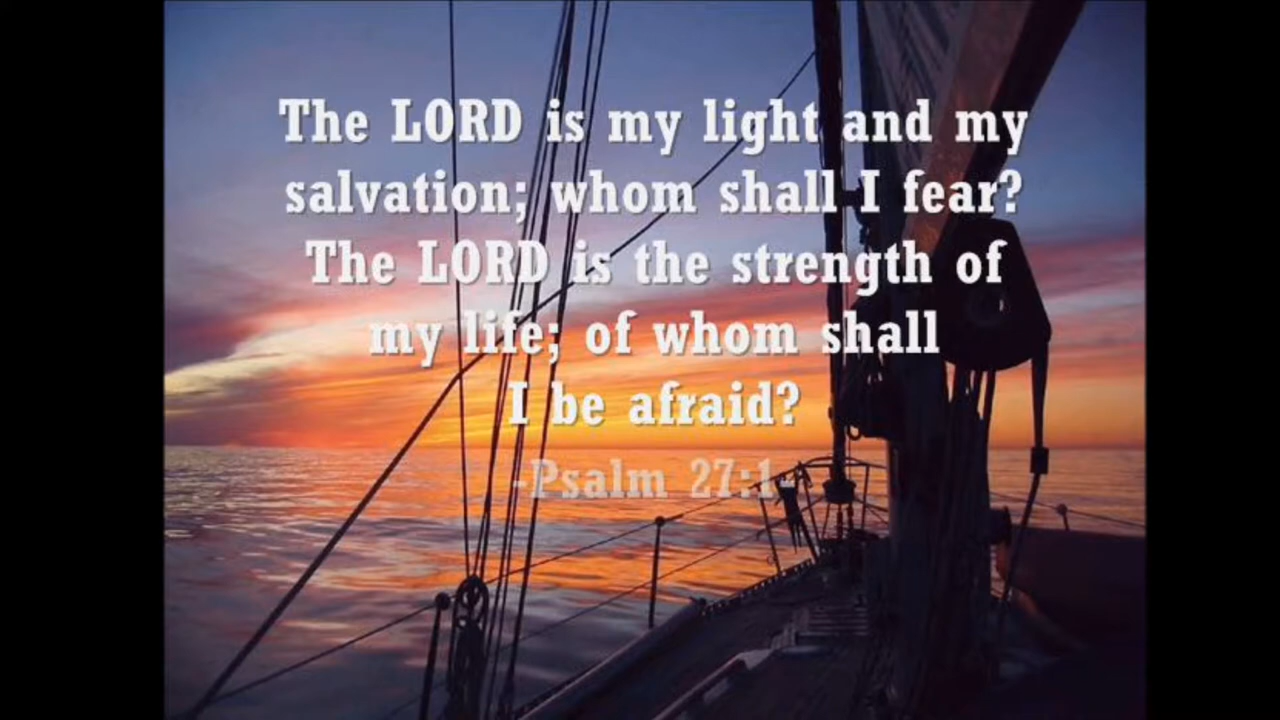 The LORD is my light and my
salvation; whom shall I fear?
The LORD is the strength of
my life; of whom shall
I be afraid?
-Psalm 27:1-